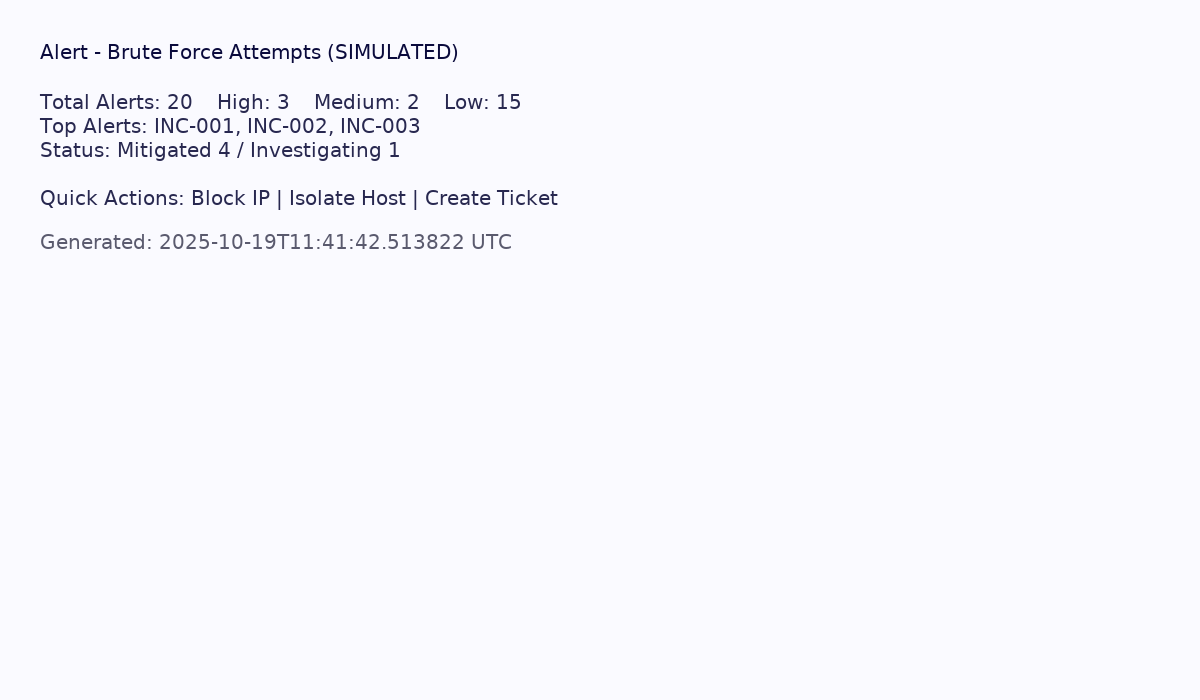 Alert - Brute Force Attempts (SIMULATED)
Total Alerts: 20    High: 3    Medium: 2    Low: 15
Top Alerts: INC-001, INC-002, INC-003
Status: Mitigated 4 / Investigating 1
Quick Actions: Block IP | Isolate Host | Create Ticket
Generated: 2025-10-19T11:41:42.513822 UTC